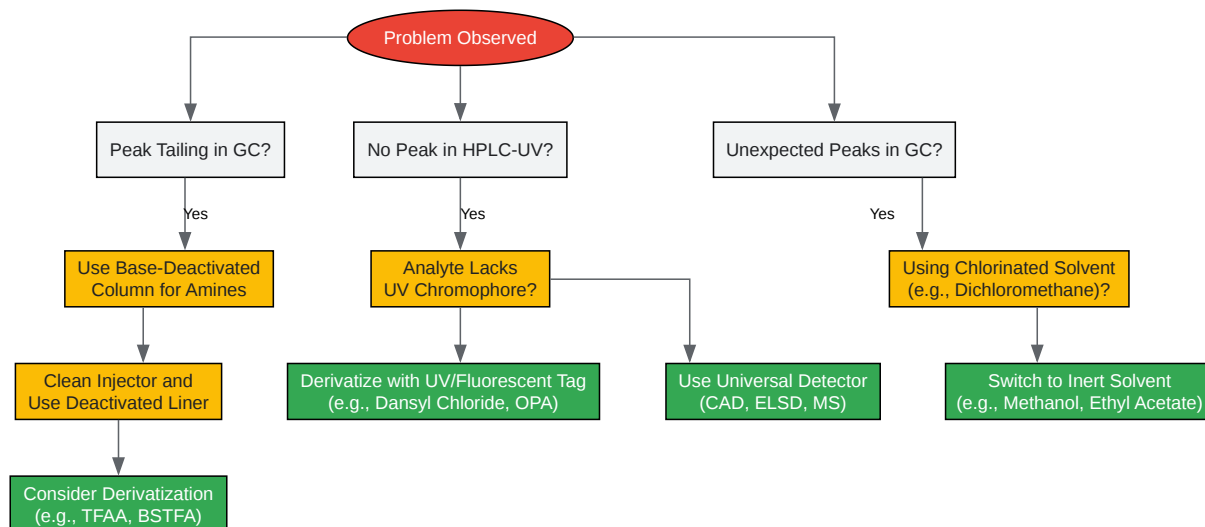 Problem Observed
Peak Tailing in GC?
No Peak in HPLC-UV?
Unexpected Peaks in GC?
Yes
Yes
Yes
Use Base-Deactivated
Column for Amines
Analyte Lacks
UV Chromophore?
Using Chlorinated Solvent
(e.g., Dichloromethane)?
Clean Injector and
Use Deactivated Liner
Derivatize with UV/Fluorescent Tag
(e.g., Dansyl Chloride, OPA)
Use Universal Detector
(CAD, ELSD, MS)
Switch to Inert Solvent
(e.g., Methanol, Ethyl Acetate)
Consider Derivatization
(e.g., TFAA, BSTFA)